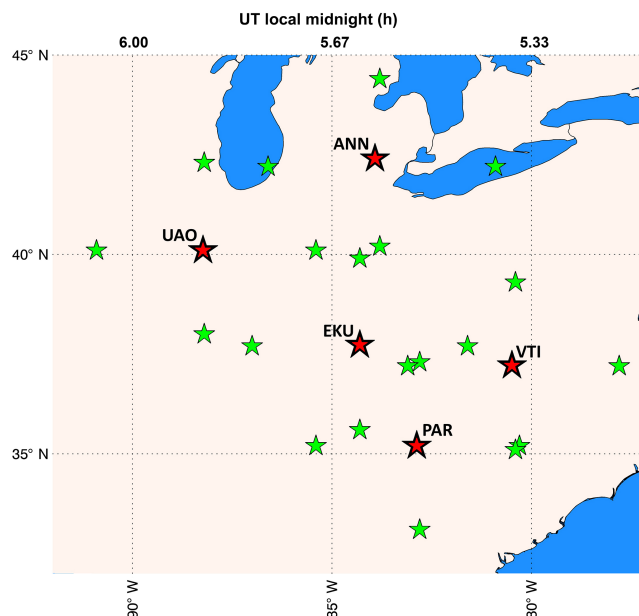 UT local midnight (h)
6.00 5.67 5.33
45° N
ANN
UAO
40° N
EKU
VTI
PAR
35° N
90° W 85° W 80° W